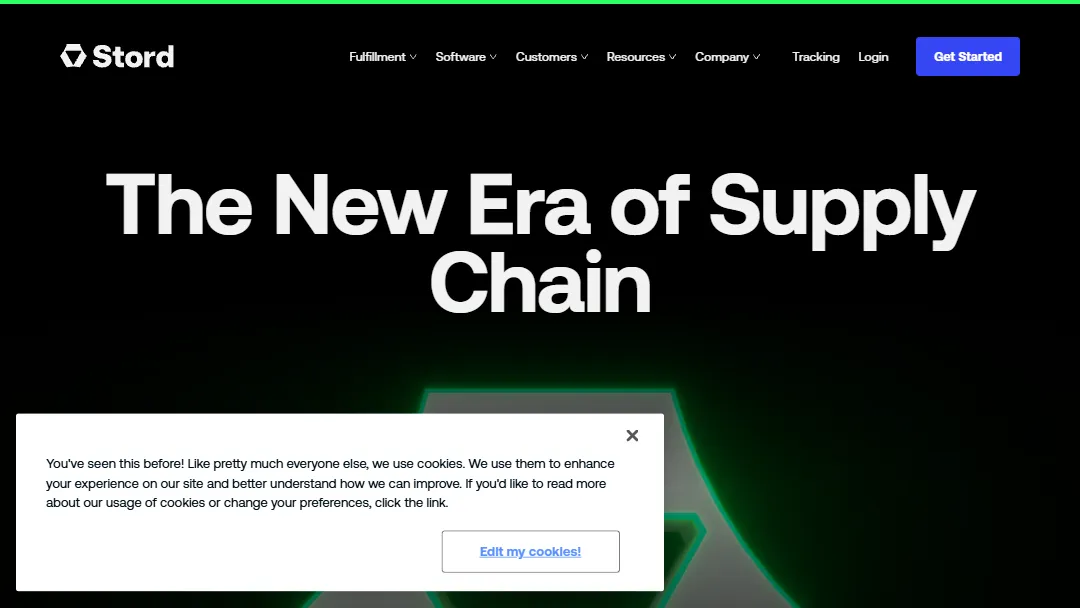 Stord
Fulfillment Software Customers Resources Company Tracking Login Get Started
The New Era of Supply
Chain
You've seen this before! Like pretty much everyone else, we use cookies. We use them to enhance
your experience on our site and better understand how we can improve. If you'd like to read more
about our usage of cookies or change your preferences, click the link.
Edit my cookies!